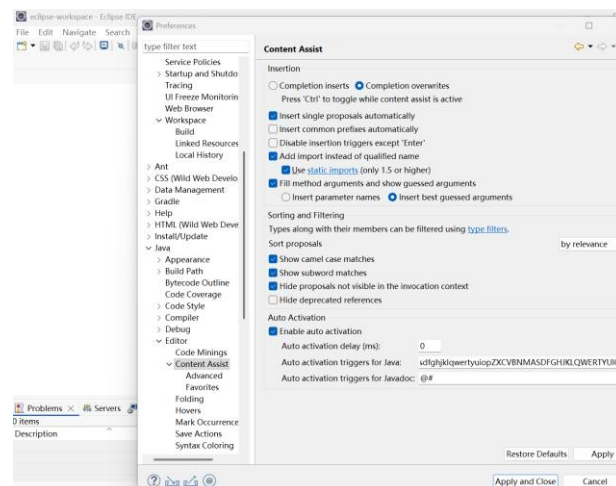 eclipse-workspace - Eclipse IDE
File Edit Navigate Search
Preferences
type filter text
Service Policies
Startup and Shutdo
Tracing
UI Freeze Monitorin
Web Browser
Workspace
Build
Linked Resources
Local History
Ant
CSS (Wild Web Develo
Data Management
Gradle
Help
HTML (Wild Web Deve
Install/Update
Java
Appearance
Build Path
Bytecode Outline
Code Coverage
Code Style
Compiler
Debug
Editor
Code Minings
Content Assist
Advanced
Favorites
Folding
Hovers
Mark Occurrence
Save Actions
Syntax Coloring
Content Assist
Insertion
Completion inserts Completion overwrites
Press 'Ctrl' to toggle while content assist is active
Insert single proposals automatically
Insert common prefixes automatically
Disable insertion triggers except 'Enter'
Add import instead of qualified name
Use static imports (only 1.5 or higher)
Fill method arguments and show guessed arguments
Insert parameter names Insert best guessed arguments
Sorting and Filtering
Types along with their members can be filtered using type filters.
Sort proposals by relevance
Show camel case matches
Show subword matches
Hide proposals not visible in the invocation context
Hide deprecated references
Auto Activation
Enable auto activation
Auto activation delay (ms): 0
Auto activation triggers for Java: sdfghjklqwertyuiopZXCVBNMASDFGHJKLQWERTYUIO
Auto activation triggers for Javadoc: @#
Restore Defaults Apply
Apply and Close Cancel
Problems Servers
0 items
Description